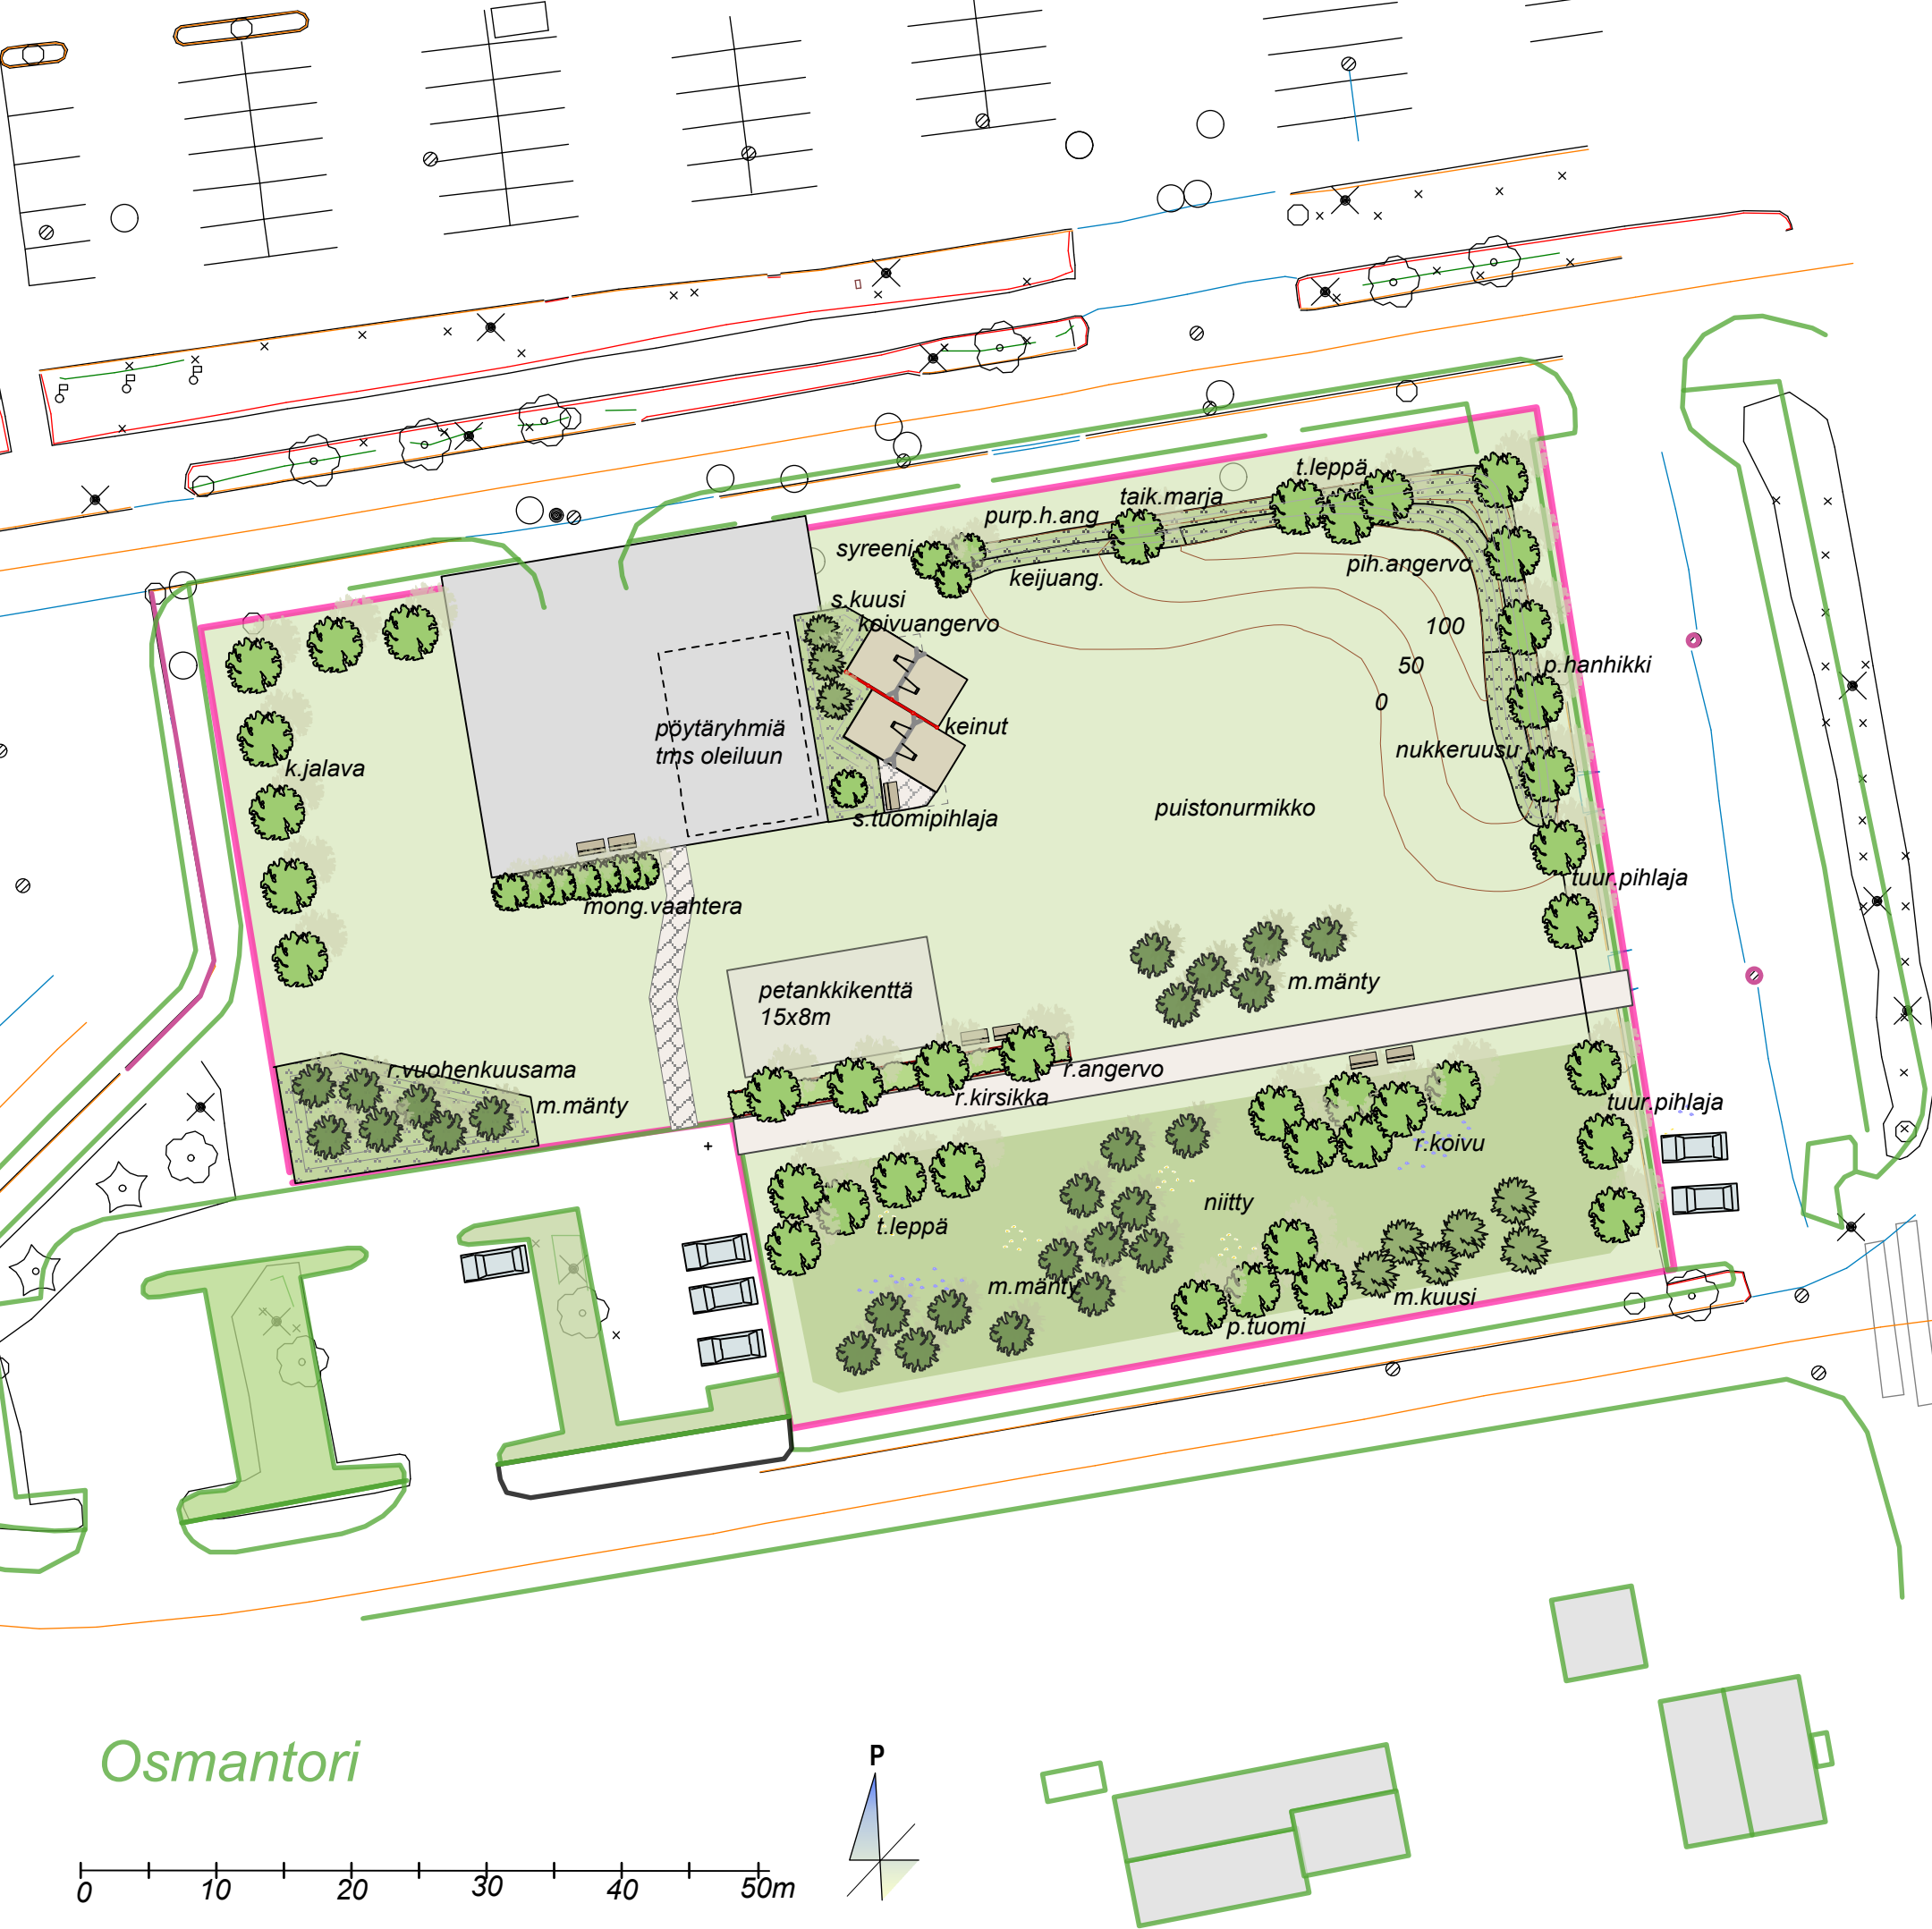 t.leppä
taik.marja
purp.h.ang
syreeni
keijuang.
pih.angervo
s.kuusi
koivuangervo
100
50
0
p.hanhikki
keinut
pöytäryhmiä
tms oleiluun
nukkeruusu
k.jalava
puistonurmikko
s.tuomipihlaja
tuur.pihlaja
mong.vaahtera
m.mänty
petankkikenttä
15x8m
r.vuohenkuusama
m.mänty
r.angervo
r.kirsikka
tuur.pihlaja
r.koivu
niitty
t.leppä
m.mänty
m.kuusi
p.tuomi
Osmantori
P
0 10 20 30 40 50m